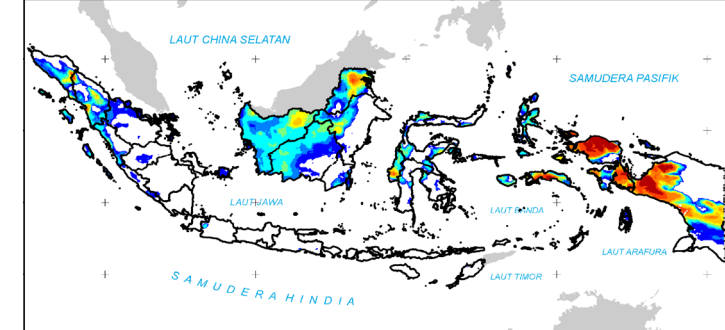 LAUT CHINA SELATAN
SAMUDERA PASIFIK
LAUT JAWA
LAUT BANDA
LAUT ARAFURA
LAUT TIMOR
SAMUDERA HINDIA